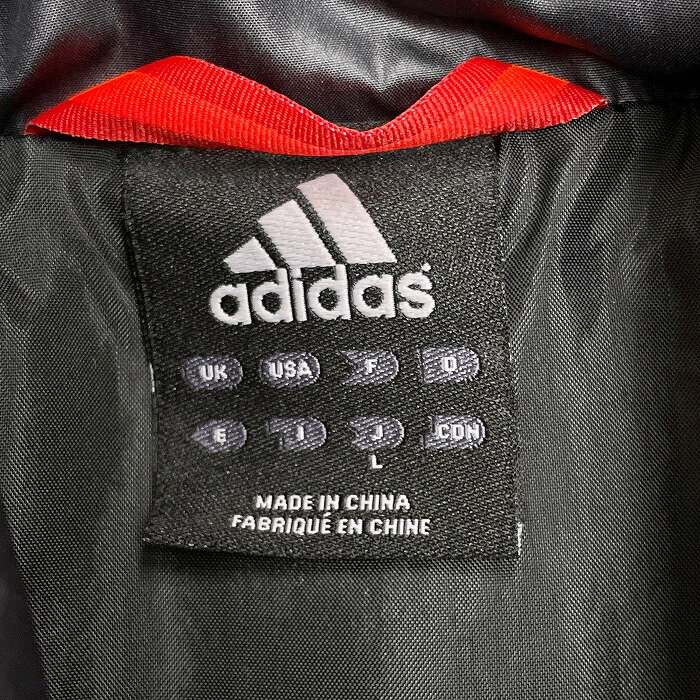 adidas
UK USA F D
E I J CDN
L
MADE IN CHINA
FABRIQUÉ EN CHINE